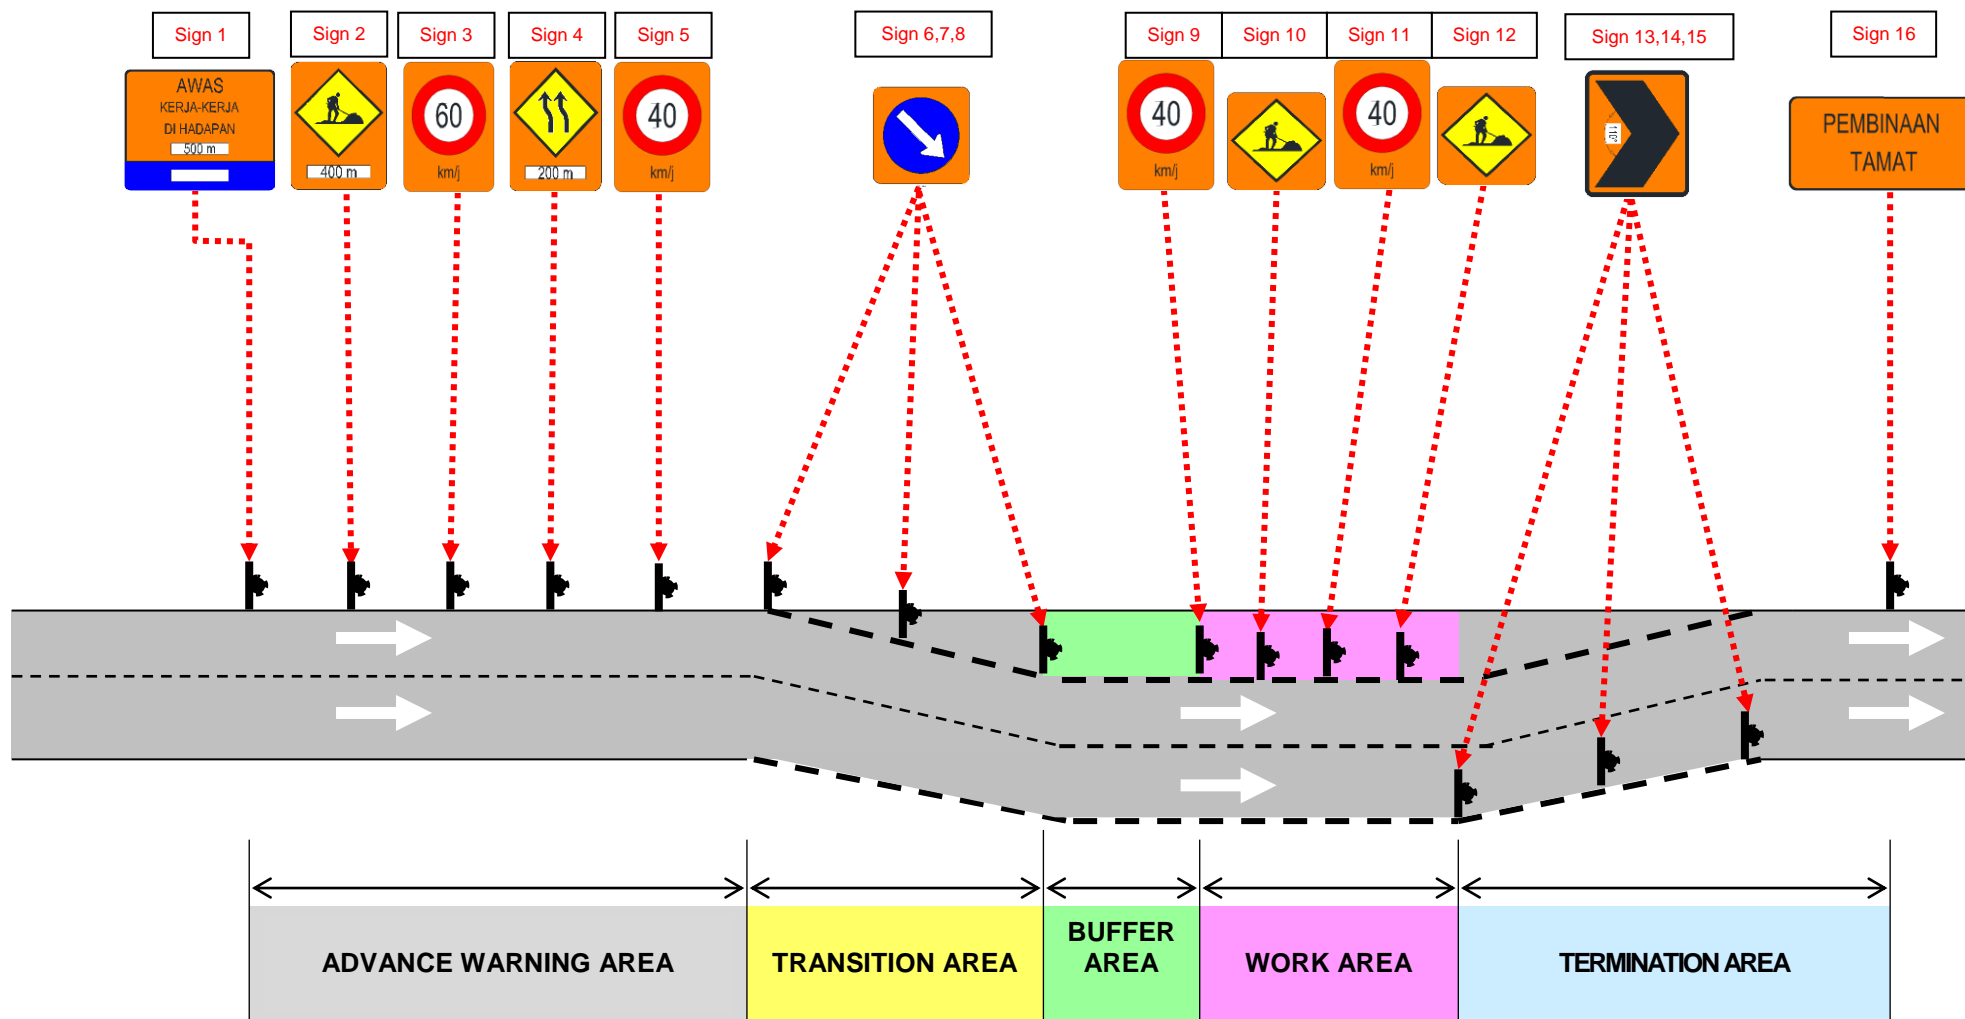 Sign 1
Sign 2
Sign 3
Sign 4
Sign 5
Sign 6,7,8
Sign 9
Sign 10
Sign 11
Sign 12
Sign 13,14,15
Sign 16
AWAS
KERJA-KERJA
DI HADAPAN
500 m
400 m
60
km/j
200 m
40
km/j
40
km/j
40
km/j
110°
PEMBINAAN
TAMAT
ADVANCE WARNING AREA
TRANSITION AREA
BUFFER
AREA
WORK AREA
TERMINATION AREA